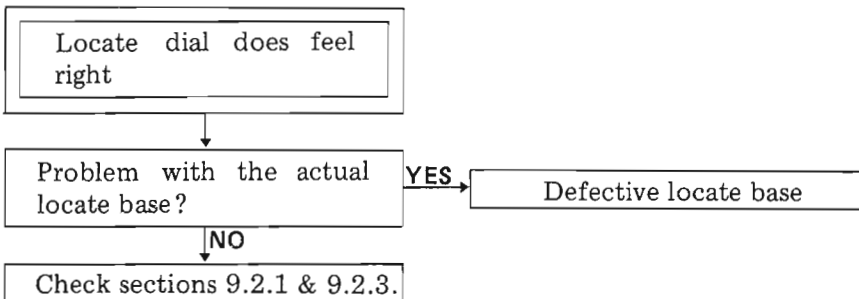 Locate dial does feel
right
Problem with the actual
locate base?
YES
Defective locate base
NO
Check sections 9.2.1 & 9.2.3.